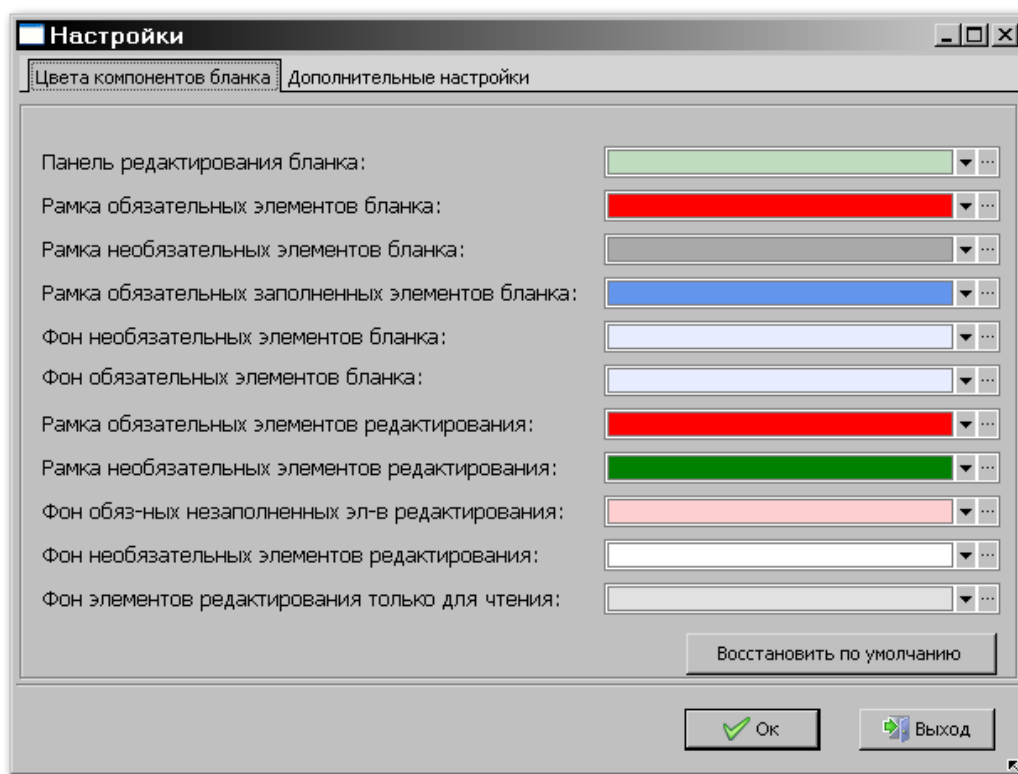 Настройки
Цвета компонентов бланка Дополнительные настройки
Панель редактирования бланка:
Рамка обязательных элементов бланка:
Рамка необязательных элементов бланка:
Рамка обязательных заполненных элементов бланка:
Фон необязательных элементов бланка:
Фон обязательных элементов бланка:
Рамка обязательных элементов редактирования:
Рамка необязательных элементов редактирования:
Фон обяз-ных незаполненных эл-в редактирования:
Фон необязательных элементов редактирования:
Фон элементов редактирования только для чтения:
Восстановить по умолчанию
Ок Выход